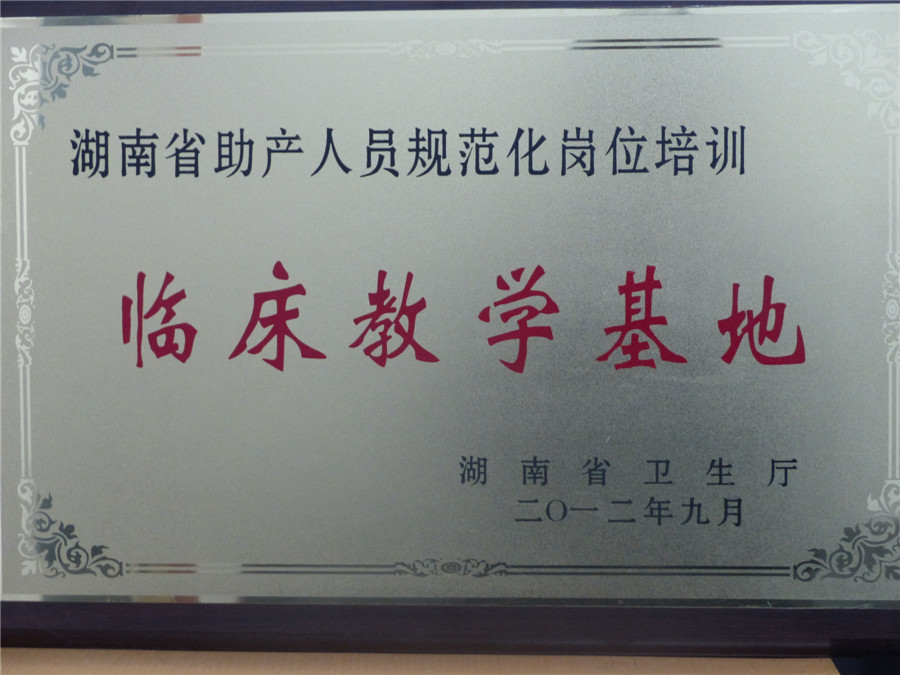 湖南省助产人员规范化岗位培训
临床教学基地
湖南省卫生厅
二〇一二年九月